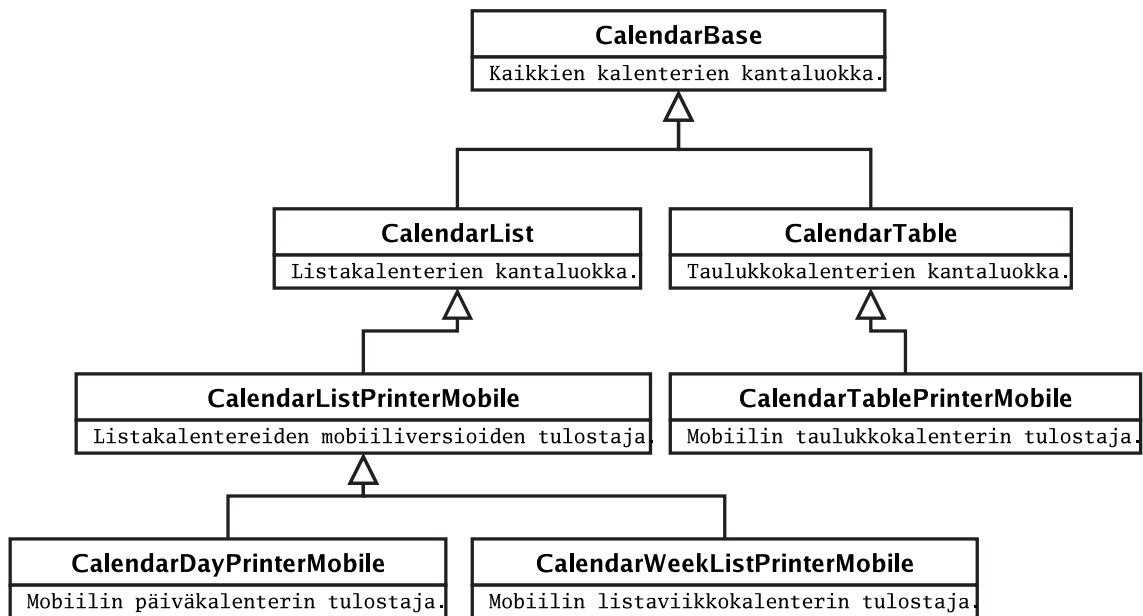 CalendarBase
Kaikkien kalenterien kantaluokka.
CalendarList
Listakalenterien kantaluokka.
CalendarTable
Taulukkokalenterien kantaluokka.
CalendarListPrinterMobile
Listakalentereiden mobiiliversioiden tulostaja.
CalendarTablePrinterMobile
Mobiilin taulukkokalenterin tulostaja.
CalendarDayPrinterMobile
Mobiilin päiväkalenterin tulostaja.
CalendarWeekListPrinterMobile
Mobiilin listaviikkokalenterin tulostaja.